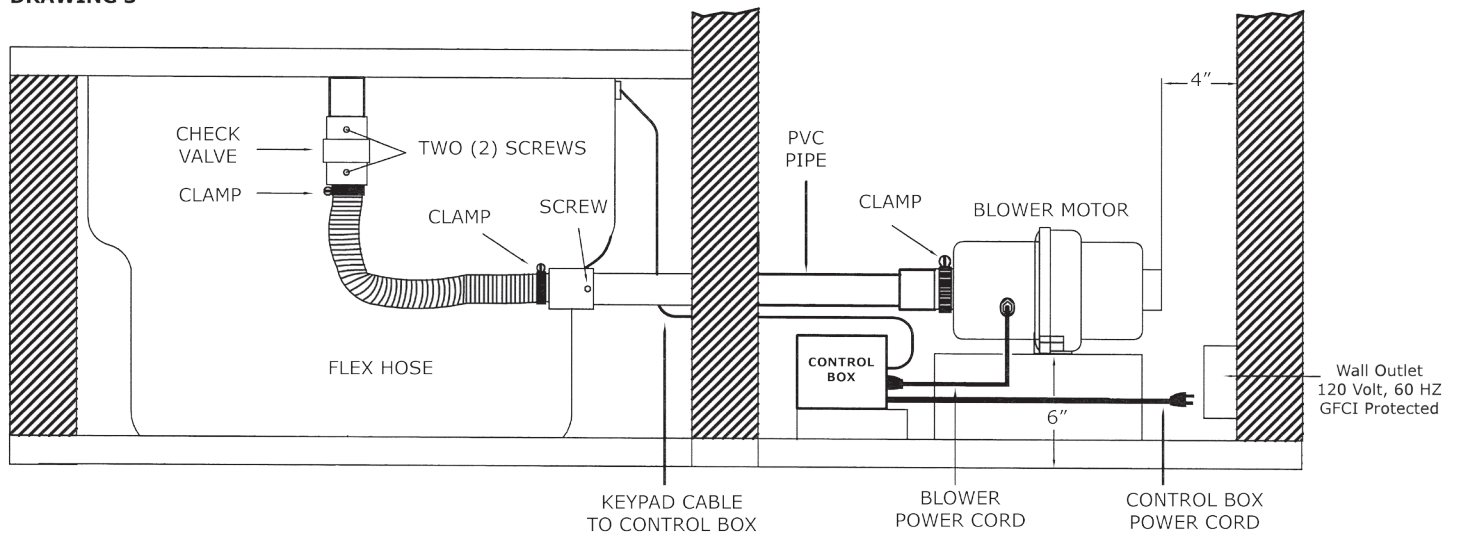 DRAWING
4"
CHECK
VALVE
TWO (2) SCREWS
PVC
PIPE
CLAMP
CLAMP
SCREW
CLAMP
BLOWER MOTOR
FLEX HOSE
CONTROL
BOX
Wall Outlet
120 Volt, 60 HZ
GFCI Protected
6"
KEYPAD CABLE
TO CONTROL BOX
BLOWER
POWER CORD
CONTROL BOX
POWER CORD